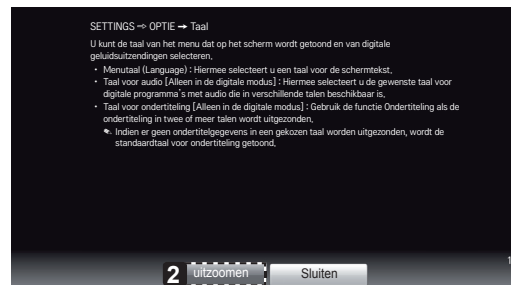 SETTINGS ⇨ OPTIE ➙ Taal
U kunt de taal van het menu dat op het scherm wordt getoond en van digitale
geluidsuitzendingen selecteren.
• Menutaal (Language) : Hiermee selecteert u een taal voor de schermtekst.
• Taal voor audio [Alleen in de digitale modus] : Hiermee selecteert u de gewenste taal voor
digitale programma's met audio die in verschillende talen beschikbaar is.
• Taal voor ondertiteling [Alleen in de digitale modus] : Gebruik de functie Ondertiteling als de
ondertiteling in twee of meer talen wordt uitgezonden.
✎ Indien er geen ondertitelgegevens in een gekozen taal worden uitgezonden, wordt de
standaardtaal voor ondertiteling getoond.
1
2 uitzoomen Sluiten